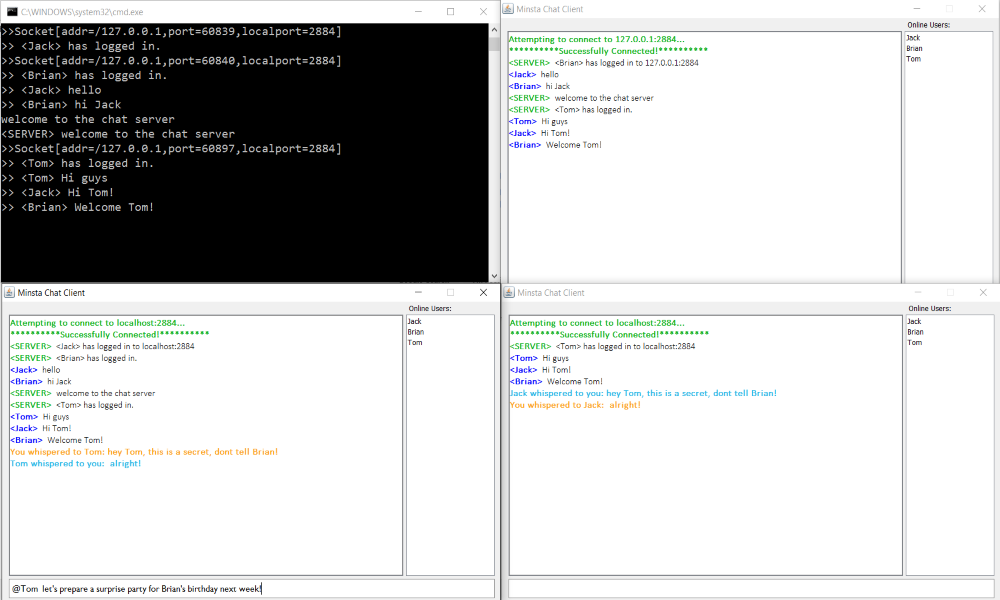 C:\WINDOWS\system32\cmd.exe
>>Socket[addr=/127.0.0.1,port=60839,localport=2884]
>> <Jack> has logged in.
>>Socket[addr=/127.0.0.1,port=60840,localport=2884]
>> <Brian> has logged in.
>> <Jack> hello
>> <Brian> hi Jack
welcome to the chat server
<SERVER> welcome to the chat server
>>Socket[addr=/127.0.0.1,port=60897,localport=2884]
>> <Tom> has logged in.
>> <Tom> Hi guys
>> <Jack> Hi Tom!
>> <Brian> Welcome Tom!
Minsta Chat Client
Online Users:
Attempting to connect to 127.0.0.1:2884...
**********Successfully Connected!**********
<SERVER> <Brian> has logged in to 127.0.0.1:2884
<Jack> hello
<Brian> hi Jack
<SERVER> welcome to the chat server
<SERVER> <Tom> has logged in.
<Tom> Hi guys
<Jack> Hi Tom!
<Brian> Welcome Tom!
Jack
Brian
Tom
Minsta Chat Client
Online Users:
Attempting to connect to localhost:2884...
**********Successfully Connected!**********
<SERVER> <Jack> has logged in to localhost:2884
<SERVER> <Brian> has logged in.
<Jack> hello
<Brian> hi Jack
<SERVER> welcome to the chat server
<SERVER> <Tom> has logged in.
<Tom> Hi guys
<Jack> Hi Tom!
<Brian> Welcome Tom!
You whispered to Tom: hey Tom, this is a secret, dont tell Brian!
Tom whispered to you: alright!
Jack
Brian
Tom
@Tom let's prepare a surprise party for Brian's birthday next week!
Minsta Chat Client
Online Users:
Attempting to connect to localhost:2884...
**********Successfully Connected!**********
<SERVER> <Tom> has logged in to localhost:2884
<Tom> Hi guys
<Jack> Hi Tom!
<Brian> Welcome Tom!
Jack whispered to you: hey Tom, this is a secret, dont tell Brian!
You whispered to Jack: alright!
Jack
Brian
Tom